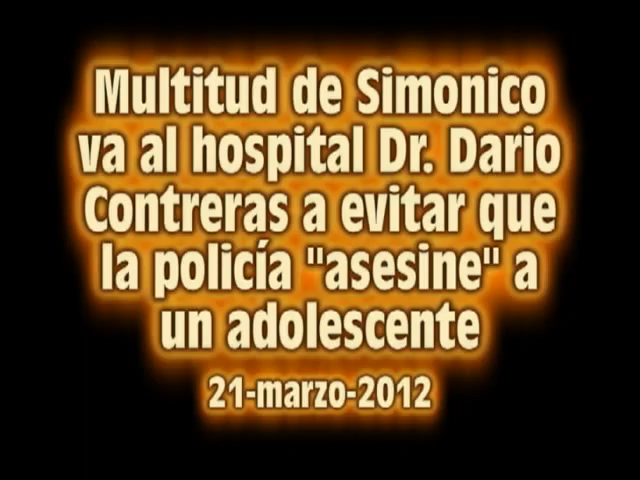 Multitud de Simonico
va al hospital Dr. Dario
Contreras a evitar que
la policía "asesine" a
un adolescente
21-marzo-2012